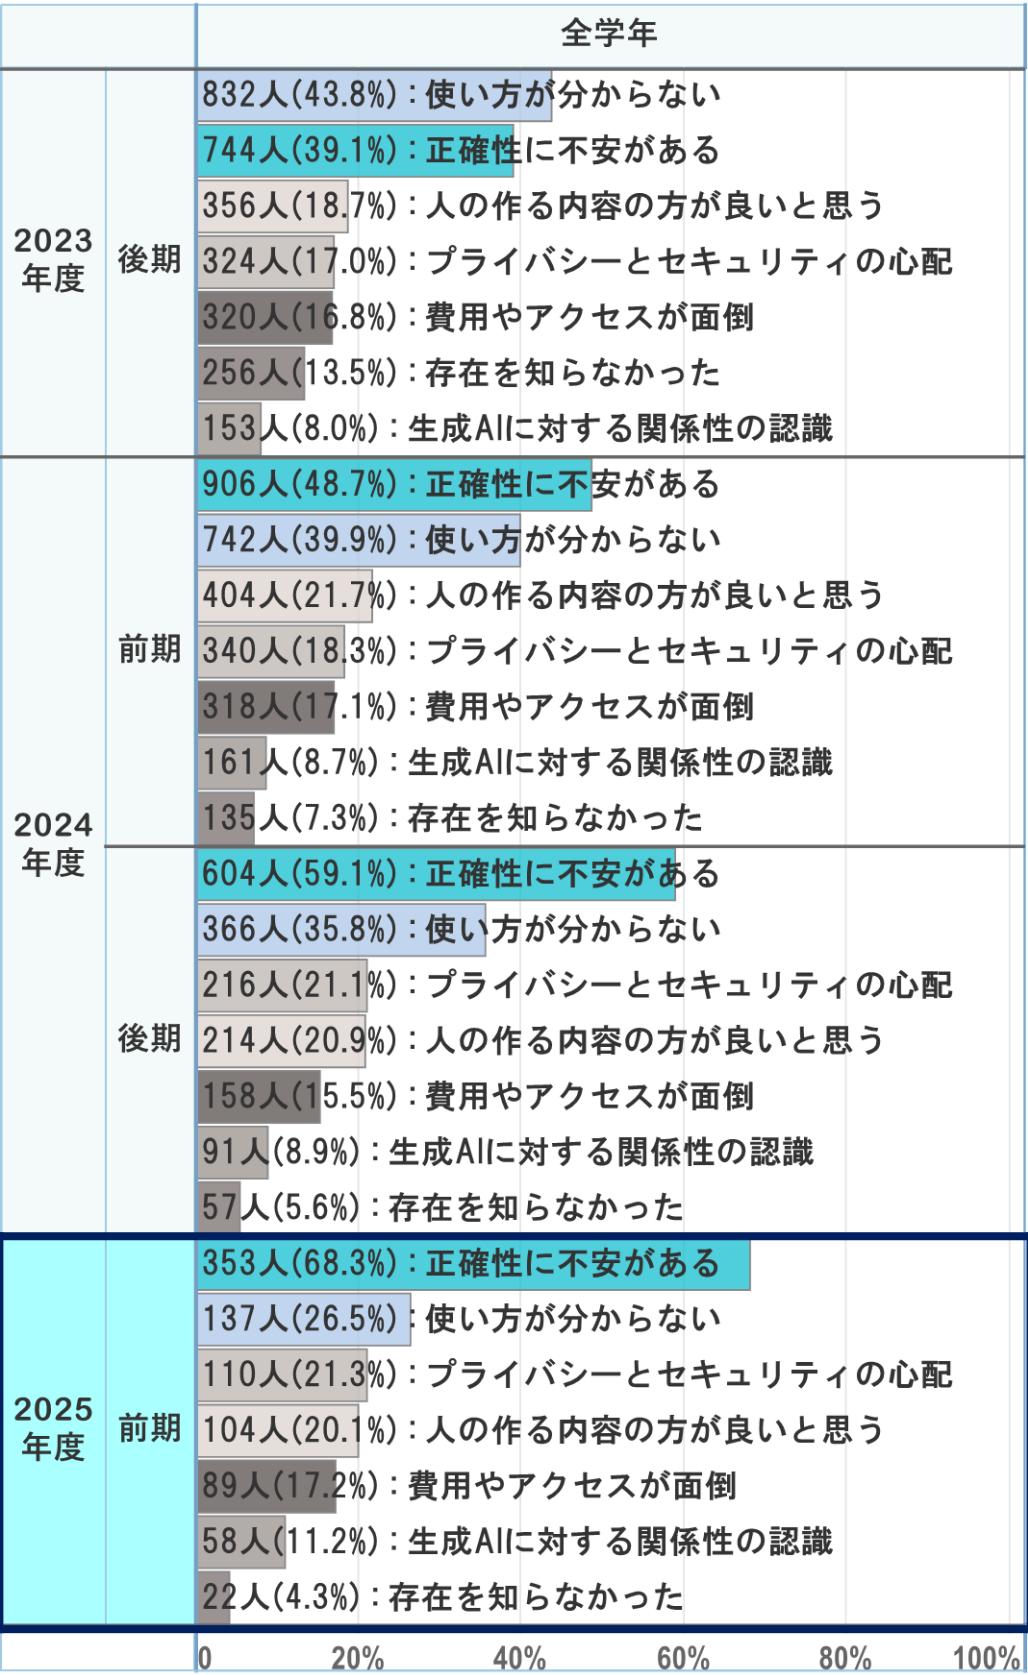 全学年
2023
年度
後期
832人(43.8%)：使い方が分からない
744人(39.1%)：正確性に不安がある
356人(18.7%)：人の作る内容の方が良いと思う
324人(17.0%)：プライバシーとセキュリティの心配
320人(16.8%)：費用やアクセスが面倒
256人(13.5%)：存在を知らなかった
153人(8.0%)：生成AIに対する関係性の認識
2024
年度
前期
906人(48.7%)：正確性に不安がある
742人(39.9%)：使い方が分からない
404人(21.7%)：人の作る内容の方が良いと思う
340人(18.3%)：プライバシーとセキュリティの心配
318人(17.1%)：費用やアクセスが面倒
161人(8.7%)：生成AIに対する関係性の認識
135人(7.3%)：存在を知らなかった
後期
604人(59.1%)：正確性に不安がある
366人(35.8%)：使い方が分からない
216人(21.1%)：プライバシーとセキュリティの心配
214人(20.9%)：人の作る内容の方が良いと思う
158人(15.5%)：費用やアクセスが面倒
91人(8.9%)：生成AIに対する関係性の認識
57人(5.6%)：存在を知らなかった
2025
年度
前期
353人(68.3%)：正確性に不安がある
137人(26.5%)：使い方が分からない
110人(21.3%)：プライバシーとセキュリティの心配
104人(20.1%)：人の作る内容の方が良いと思う
89人(17.2%)：費用やアクセスが面倒
58人(11.2%)：生成AIに対する関係性の認識
22人(4.3%)：存在を知らなかった
0 20% 40% 60% 80% 100%